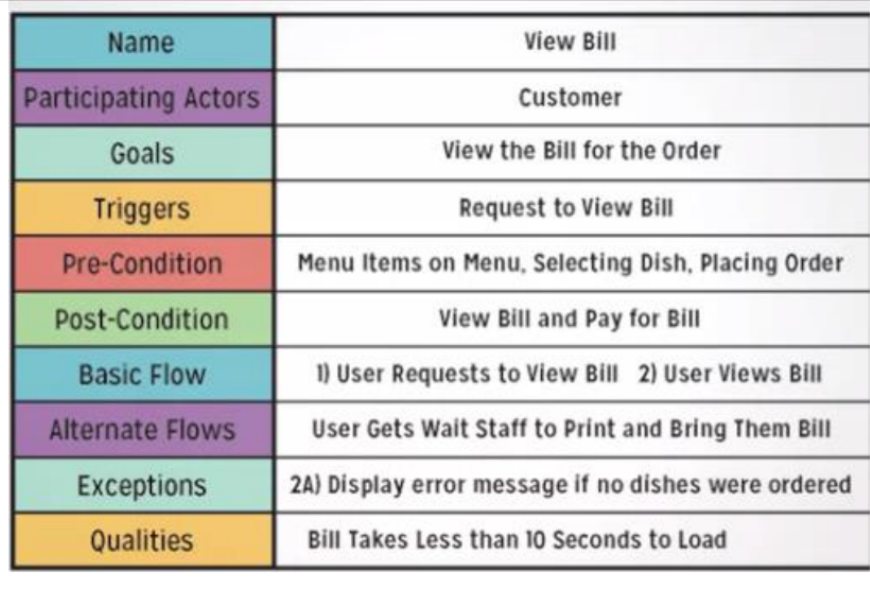 Name View Bill
Participating Actors Customer
Goals View the Bill for the Order
Triggers Request to View Bill
Pre-Condition Menu Items on Menu, Selecting Dish, Placing Order
Post-Condition View Bill and Pay for Bill
Basic Flow 1) User Requests to View Bill 2) User Views Bill
Alternate Flows User Gets Wait Staff to Print and Bring Them Bill
Exceptions 2A) Display error message if no dishes were ordered
Qualities Bill Takes Less than 10 Seconds to Load